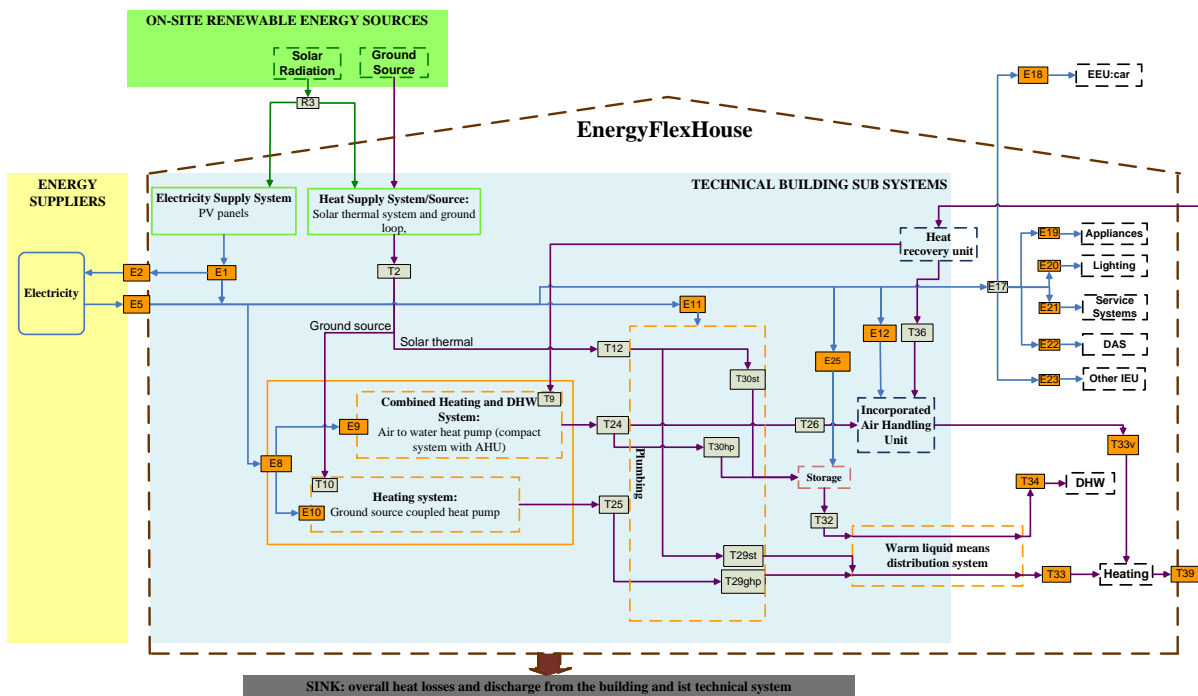 ON-SITE RENEWABLE ENERGY SOURCES
Solar
Radiation
Ground
Source
R3
E18
EEU:car
EnergyFlexHouse
ENERGY
SUPPLIERS
TECHNICAL BUILDING SUB SYSTEMS
Electricity Supply System
PV panels
Heat Supply System/Source:
Solar thermal system and ground
loop,
Heat
recovery unit
E19
Appliances
E20
Lighting
E17
E21
Service
Systems
E22
DAS
E23
Other IEU
Electricity
E2
E1
E5
T2
E11
E12
T36
E25
Ground source
Solar thermal
T12
T30st
T9
Combined Heating and DHW
System:
Air to water heat pump (compact
system with AHU)
E9
E8
T24
T26
Incorporated
Air Handling
Unit
T30hp
Plumbing
T33v
T10
Heating system:
Ground source coupled heat pump
E10
T25
Storage
T32
T34
DHW
T29st
T29ghp
Warm liquid means
distribution system
T33
Heating
T39
SINK: overall heat losses and discharge from the building and ist technical system